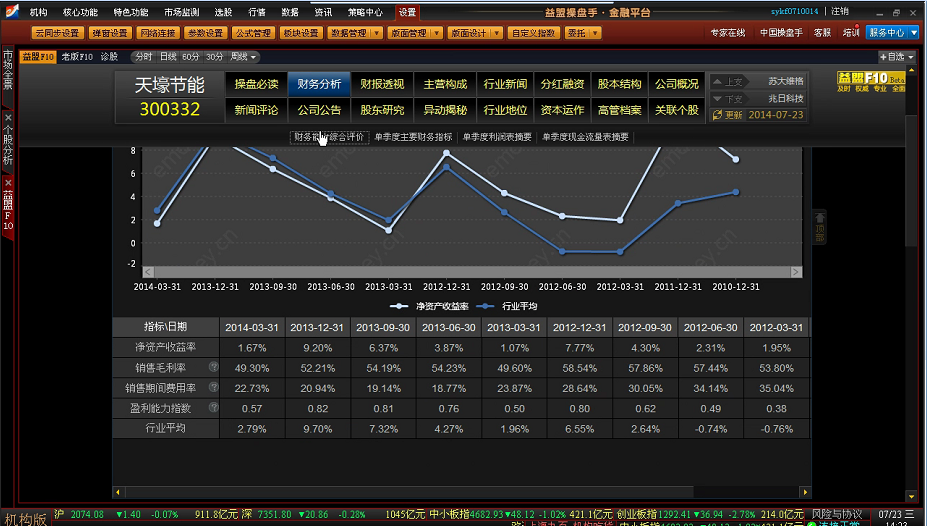 机构 核心功能 特色功能 市场监测 选股 行情 数据 资讯 策略中心 设置 益盟操盘手·金融平台 sykf0710014 | 注销
云同步设置 弹窗设置 网络连接 参数设置 公式管理 板块设置 数据管理 版面管理 版面设计 自定义指数 委托 专家在线 中国操盘手 客服 培训 服务中心
益盟F10 老版F10 诊股 分时 日线 60分 30分 周线 +自选
市场全景
个股分析
益盟F10
天壕节能 操盘必读 财务分析 财报透视 主营构成 行业新闻 分红融资 股本结构 公司概况 上支 苏大维格
300332 新闻评论 公司公告 股东研究 异动揭秘 行业地位 资本运作 高管档案 关联个股 下支 兆日科技
更新 2014-07-23
益盟F10 Beta
及时 权威 专业 全面
综合评价 单季度主要财务指标 单季度利润表摘要 单季度现金流量表摘要
8
6
4
2
0
-2
顶部
2014-03-31 2013-12-31 2013-09-30 2013-06-30 2013-03-31 2012-12-31 2012-09-30 2012-06-30 2011-12-31 2010-12-31
净资产收益率 行业平均
指标\日期 2014-03-31 2013-12-31 2013-09-30 2013-06-30 2013-03-31 2012-12-31 2012-09-30 2012-06-30 2012-03-31
净资产收益率 1.67% 9.20% 6.37% 3.87% 1.07% 7.77% 4.30% 2.31% 1.95%
销售毛利率 ? 49.30% 52.21% 54.19% 54.23% 49.60% 58.54% 57.86% 57.44% 53.80%
销售期间费用率 ? 22.73% 20.94% 19.14% 18.77% 23.87% 28.64% 30.05% 34.14% 35.04%
盈利能力指数 ? 0.57 0.82 0.81 0.76 0.50 0.80 0.62 0.49 0.38
行业平均 2.79% 9.70% 7.32% 4.27% 1.96% 6.55% 2.64% -0.74% -0.76%
机构版 沪 2074.08 ▼1.40 -0.07% 911.8亿元 深 7351.80 ▼20.86 -0.28% 1045亿元 中小板指4682.93▼48.12 -1.02% 421.1亿元 创业板指1292.41▼36.94 -2.78% 214.0亿元 风险与协议 07/23 三